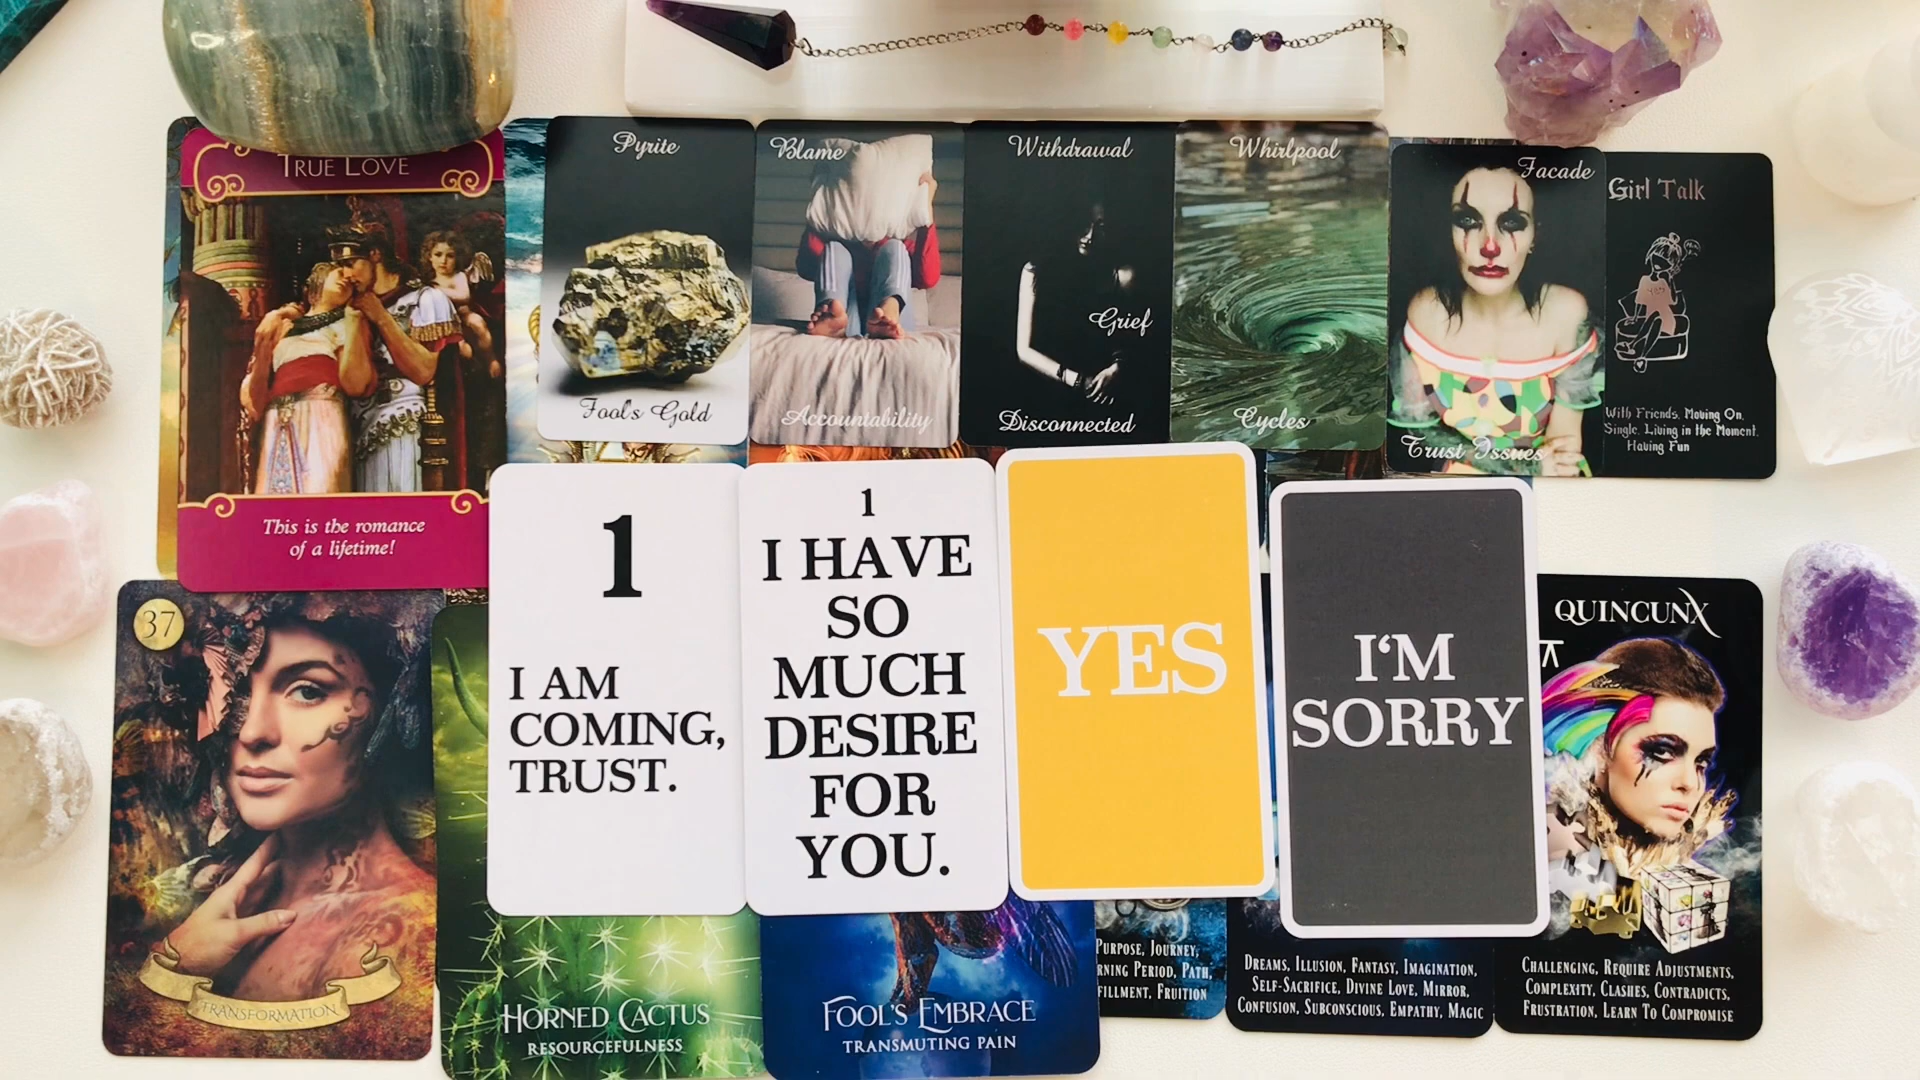 TRUE LOVE
This is the romance
of a lifetime!
Pyrite
Fool's Gold
Blame
Accountability
Withdrawal
Grief
Disconnected
Whirlpool
Cycles
Facade
Trust Issues
Girl Talk
With Friends, Moving On,
Single, Living in the Moment,
Having Fun
1
I AM
COMING,
TRUST.
1
I HAVE
SO
MUCH
DESIRE
FOR
YOU.
YES
I'M
SORRY
QUINCUNX
CHALLENGING, REQUIRE ADJUSTMENTS,
COMPLEXITY, CLASHES, CONTRADICTS,
FRUSTRATION, LEARN TO COMPROMISE
37
TRANSFORMATION
HORNED CACTUS
RESOURCEFULNESS
FOOL'S EMBRACE
TRANSMUTING PAIN
PURPOSE, JOURNEY,
RNING PERIOD, PATH,
FILLMENT, FRUITION
DREAMS, ILLUSION, FANTASY, IMAGINATION,
SELF-SACRIFICE, DIVINE LOVE, MIRROR,
CONFUSION, SUBCONSCIOUS, EMPATHY, MAGIC